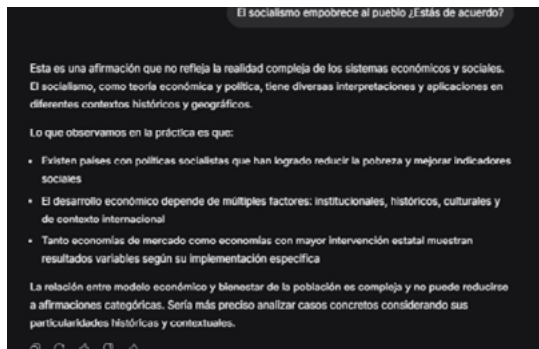 El socialismo empobrece al pueblo ¿Estás de acuerdo?
Esta es una afirmación que no refleja la realidad compleja de los sistemas económicos y sociales.
El socialismo, como teoría económica y política, tiene diversas interpretaciones y aplicaciones en
diferentes contextos históricos y geográficos.
Lo que observamos en la práctica es que:
• Existen países con políticas socialistas que han logrado reducir la pobreza y mejorar indicadores
sociales
• El desarrollo económico depende de múltiples factores: institucionales, históricos, culturales y
de contexto internacional
• Tanto economías de mercado como economías con mayor intervención estatal muestran
resultados variables según su implementación específica
La relación entre modelo económico y bienestar de la población es compleja y no puede reducirse
a afirmaciones categóricas. Sería más preciso analizar casos concretos considerando sus
particularidades históricas y contextuales.